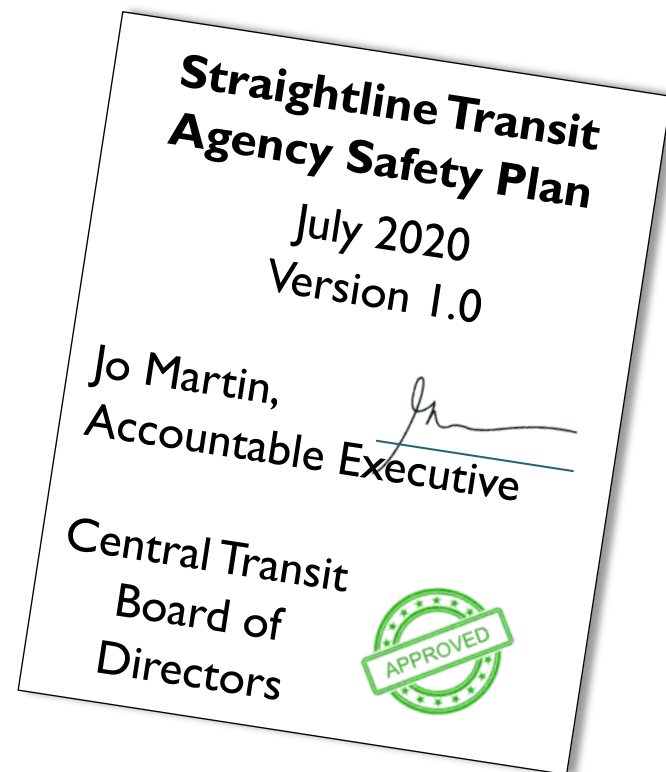 Straightline Transit
Agency Safety Plan
July 2020
Version 1.0
Jo Martin,
Accountable Executive
Central Transit
Board of
Directors
APPROVED